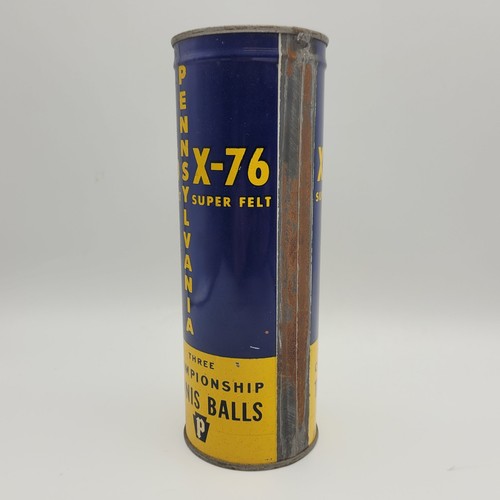 PENNSYLVANIA
X-76
SUPER FELT
THREE
MPIONSHIP
NIS BALLS
P
X
S